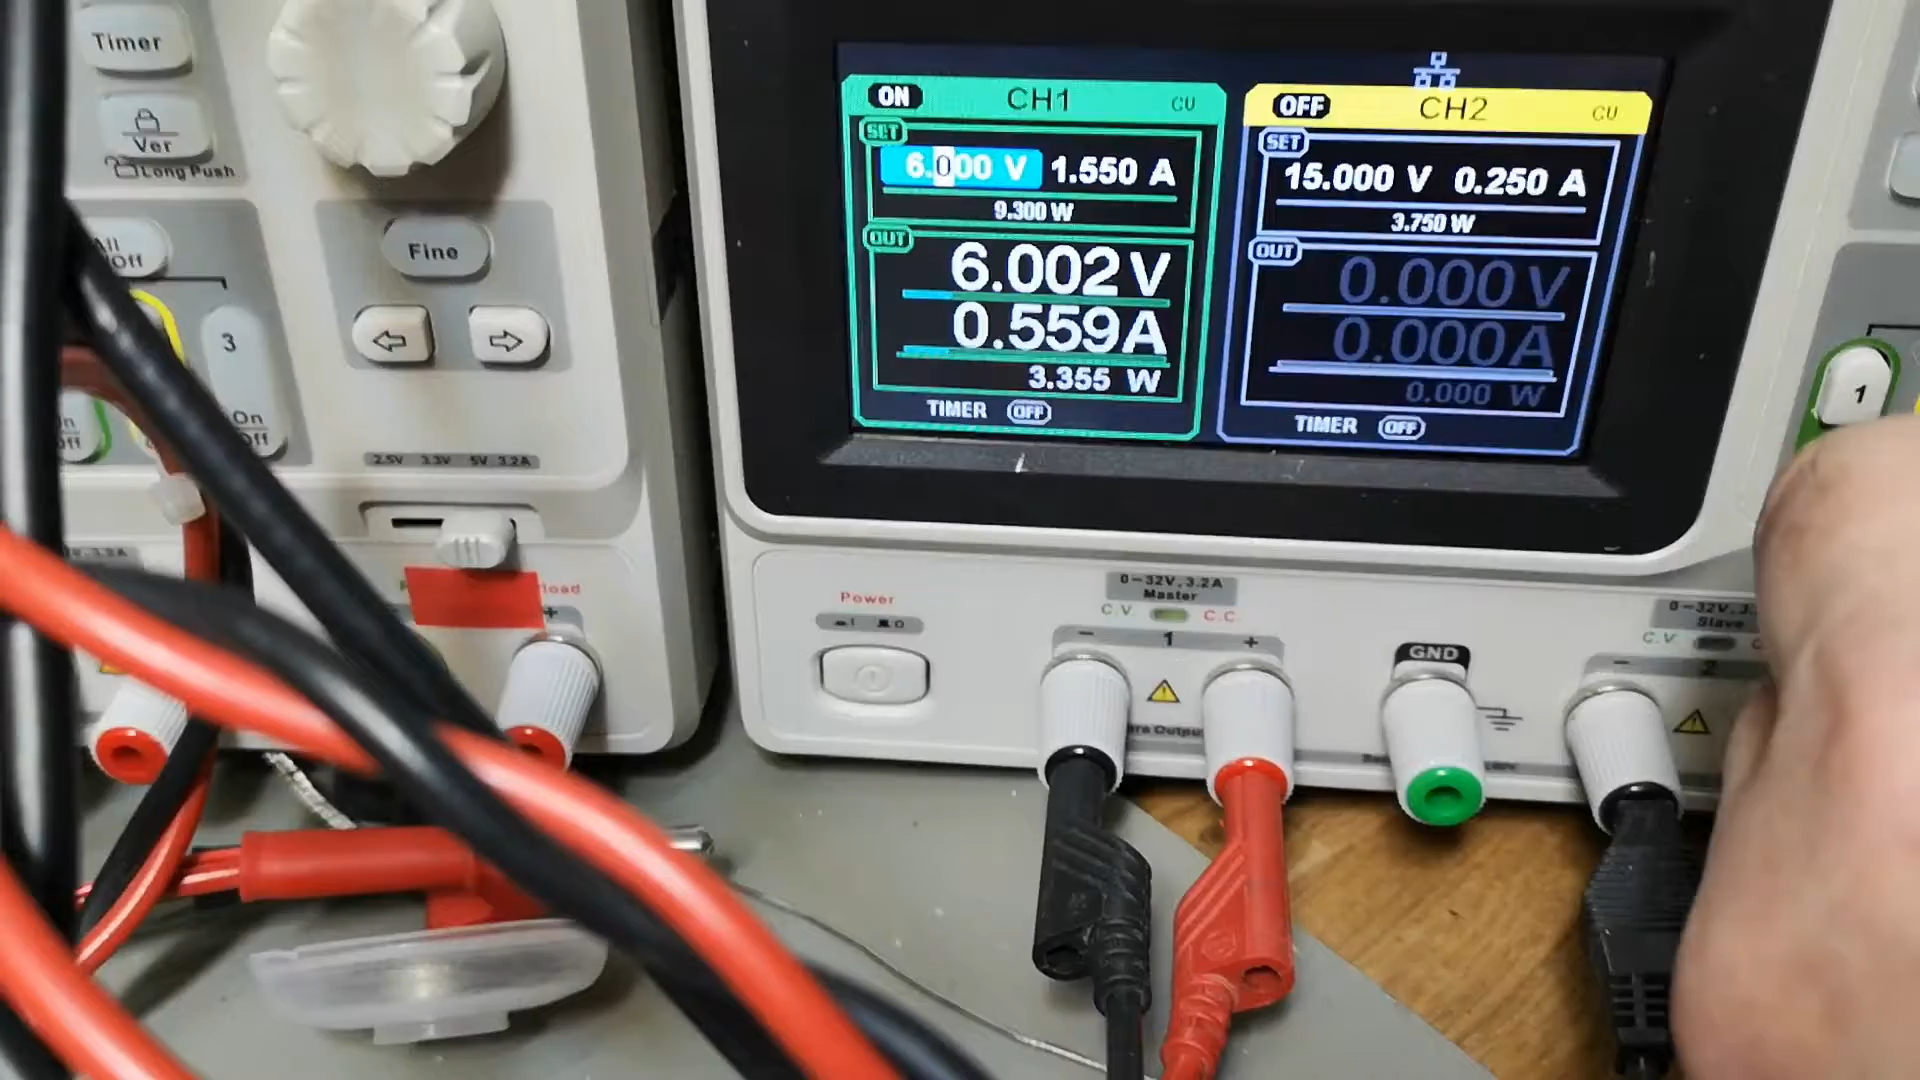 Timer
Ver
Long Push
All
Off
Fine
3
On
Off
On
Off
2.5V 3.3V 5V 3.2A
load
+
ON CH1 CU
SET
6.000 V 1.550 A
9.300 W
OUT
6.002 V
0.559 A
3.355 W
TIMER OFF
OFF CH2 CU
SET
15.000 V 0.250 A
3.750 W
OUT
0.000 V
0.000 A
0.000 W
TIMER OFF
1
Power
0-32V, 3.2A
Master
C.V. C.C.
- 1 +
GND
Slave
C.V
- 2